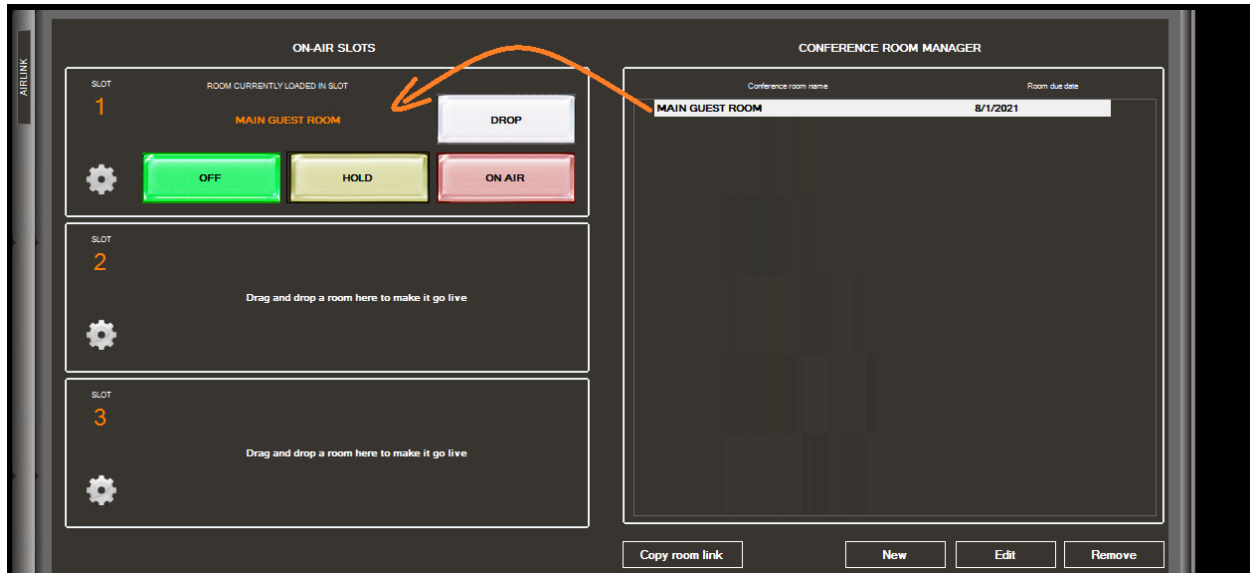 AIRLINK
ON-AIR SLOTS
SLOT
1
ROOM CURRENTLY LOADED IN SLOT
MAIN GUEST ROOM
DROP
OFF
HOLD
ON AIR
SLOT
2
Drag and drop a room here to make it go live
SLOT
3
Drag and drop a room here to make it go live
CONFERENCE ROOM MANAGER
Conference room name
Room due date
MAIN GUEST ROOM
8/1/2021
Copy room link
New
Edit
Remove